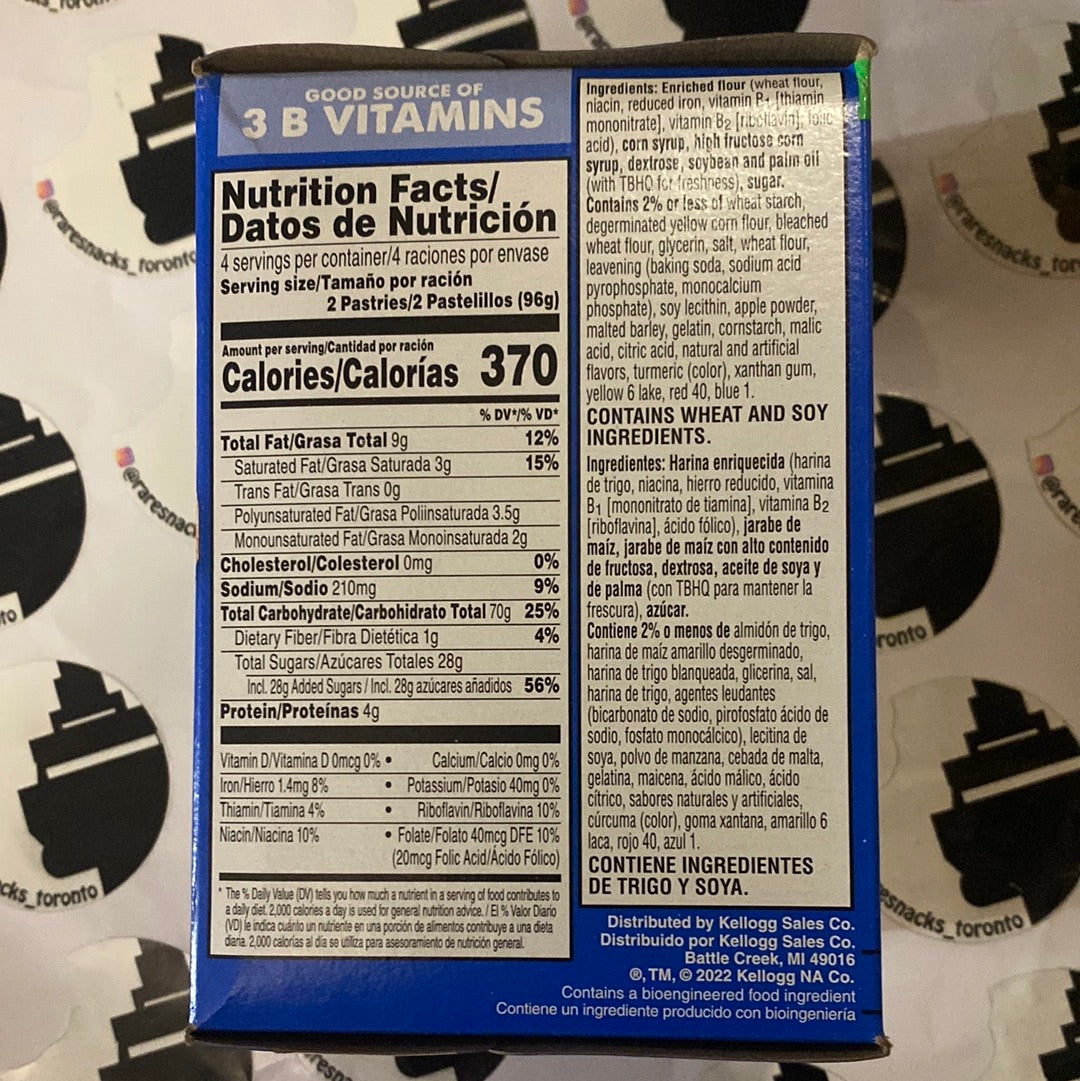 GOOD SOURCE OF
3 B VITAMINS
Nutrition Facts/
Datos de Nutrición
4 servings per container/4 raciones por envase
Serving size/Tamaño por ración
2 Pastries/2 Pastelillos (96g)
Amount per serving/Cantidad por ración
Calories/Calorías 370
% DV*/% VD*
Total Fat/Grasa Total 9g 12%
Saturated Fat/Grasa Saturada 3g 15%
Trans Fat/Grasa Trans 0g
Polyunsaturated Fat/Grasa Poliinsaturada 3.5g
Monounsaturated Fat/Grasa Monoinsaturada 2g
Cholesterol/Colesterol 0mg 0%
Sodium/Sodio 210mg 9%
Total Carbohydrate/Carbohidrato Total 70g 25%
Dietary Fiber/Fibra Dietética 1g 4%
Total Sugars/Azúcares Totales 28g
Incl. 28g Added Sugars / Incl. 28g azúcares añadidos 56%
Protein/Proteínas 4g
Vitamin D/Vitamina D 0mcg 0% • Calcium/Calcio 0mg 0%
Iron/Hierro 1.4mg 8% • Potassium/Potasio 40mg 0%
Thiamin/Tiamina 4% • Riboflavin/Riboflavina 10%
Niacin/Niacina 10% • Folate/Folato 40mcg DFE 10%
(20mcg Folic Acid/Ácido Fólico)
* The % Daily Value (DV) tells you how much a nutrient in a serving of food contributes to
a daily diet. 2,000 calories a day is used for general nutrition advice. / El % Valor Diario
(VD) le indica cuánto un nutriente en una porción de alimentos contribuye a una dieta
diaria. 2,000 calorías al día se utiliza para asesoramiento de nutrición general.
Ingredients: Enriched flour (wheat flour,
niacin, reduced iron, vitamin B1 [thiamin
mononitrate], vitamin B2 [riboflavin], folic
acid), corn syrup, high fructose corn
syrup, dextrose, soybean and palm oil
(with TBHQ for freshness), sugar.
Contains 2% or less of wheat starch,
degerminated yellow corn flour, bleached
wheat flour, glycerin, salt, wheat flour,
leavening (baking soda, sodium acid
pyrophosphate, monocalcium
phosphate), soy lecithin, apple powder,
malted barley, gelatin, cornstarch, malic
acid, citric acid, natural and artificial
flavors, turmeric (color), xanthan gum,
yellow 6 lake, red 40, blue 1.
CONTAINS WHEAT AND SOY
INGREDIENTS.
Ingredientes: Harina enriquecida (harina
de trigo, niacina, hierro reducido, vitamina
B1 [mononitrato de tiamina], vitamina B2
[riboflavina], ácido fólico), jarabe de
maíz, jarabe de maíz con alto contenido
de fructosa, dextrosa, aceite de soya y
de palma (con TBHQ para mantener la
frescura), azúcar.
Contiene 2% o menos de almidón de trigo,
harina de maíz amarillo desgerminado,
harina de trigo blanqueada, glicerina, sal,
harina de trigo, agentes leudantes
(bicarbonato de sodio, pirofosfato ácido de
sodio, fosfato monocálcico), lecitina de
soya, polvo de manzana, cebada de malta,
gelatina, maicena, ácido málico, ácido
cítrico, sabores naturales y artificiales,
cúrcuma (color), goma xantana, amarillo 6
laca, rojo 40, azul 1.
CONTIENE INGREDIENTES
DE TRIGO Y SOYA.
Distributed by Kellogg Sales Co.
Distribuido por Kellogg Sales Co.
Battle Creek, MI 49016
®, TM, © 2022 Kellogg NA Co.
Contains a bioengineered food ingredient
Contiene un ingrediente producido con bioingeniería
@raresnacks_toronto